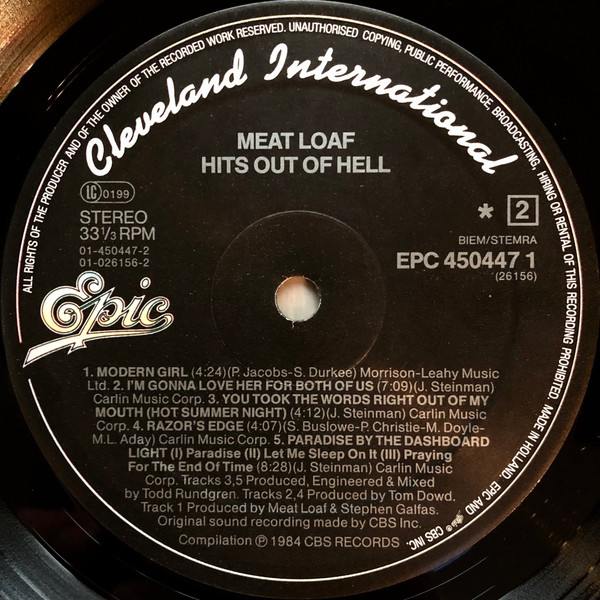 ALL RIGHTS OF THE PRODUCER AND OF THE OWNER OF THE RECORDED WORK RESERVED. UNAUTHORISED COPYING, PUBLIC PERFORMANCE, BROADCASTING, HIRING OR RENTAL OF THIS RECORDING PROHIBITED. MADE IN HOLLAND. EPIC AND ® CBS INC.
Cleveland International
MEAT LOAF
HITS OUT OF HELL
LC 0199
STEREO
33 1/3 RPM
01-450447-2
01-026156-2
* 2
BIEM/STEMRA
EPC 450447 1
(26156)
Epic
1. MODERN GIRL (4:24)(P. Jacobs-S. Durkee) Morrison-Leahy Music
Ltd. 2. I'M GONNA LOVE HER FOR BOTH OF US (7:09)(J. Steinman)
Carlin Music Corp. 3. YOU TOOK THE WORDS RIGHT OUT OF MY
MOUTH (HOT SUMMER NIGHT) (4:12)(J. Steinman) Carlin Music
Corp. 4. RAZOR'S EDGE (4:07)(S. Buslowe-P. Christie-M. Doyle-
M.L. Aday) Carlin Music Corp. 5. PARADISE BY THE DASHBOARD
LIGHT (I) Paradise (II) Let Me Sleep On It (III) Praying
For The End Of Time (8:28)(J. Steinman) Carlin Music
Corp. Tracks 3,5 Produced, Engineered & Mixed
by Todd Rundgren. Tracks 2,4 Produced by Tom Dowd.
Track 1 Produced by Meat Loaf & Stephen Galfas.
Original sound recording made by CBS Inc.
Compilation ℗ 1984 CBS RECORDS